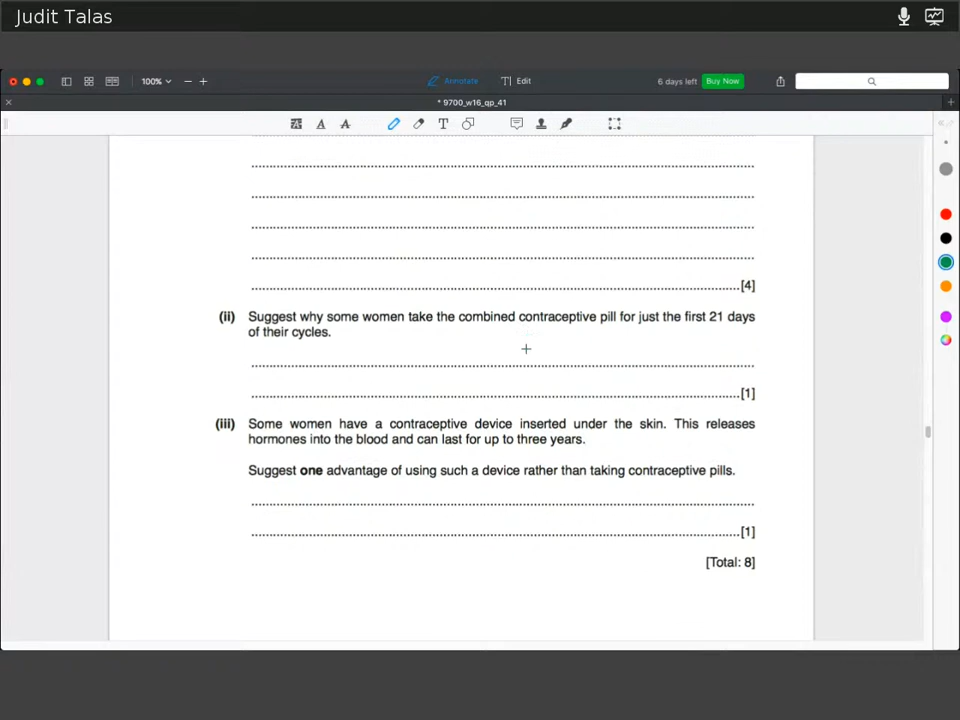 Judit Talas
100%
Annotate
Edit
6 days left
Buy Now
* 9700_w16_qp_41
[4]
(ii) Suggest why some women take the combined contraceptive pill for just the first 21 days
of their cycles.
[1]
(iii) Some women have a contraceptive device inserted under the skin. This releases
hormones into the blood and can last for up to three years.
Suggest one advantage of using such a device rather than taking contraceptive pills.
[1]
[Total: 8]